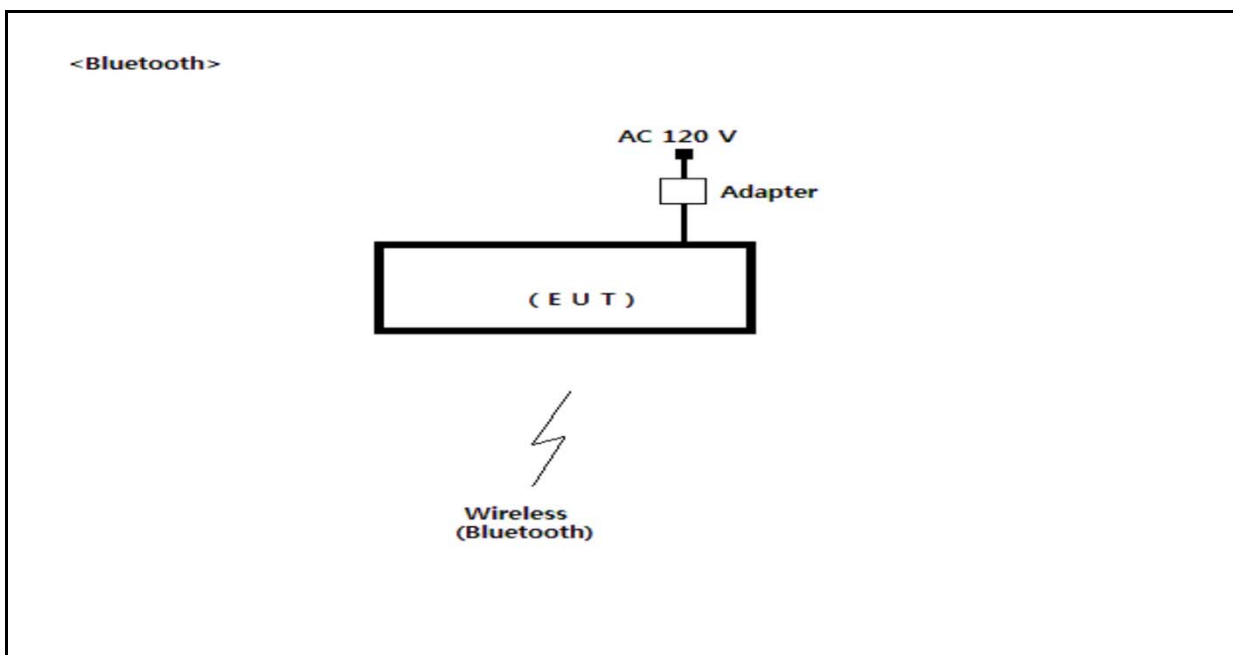 <Bluetooth>
AC 120 V
Adapter
( E U T )
Wireless
(Bluetooth)